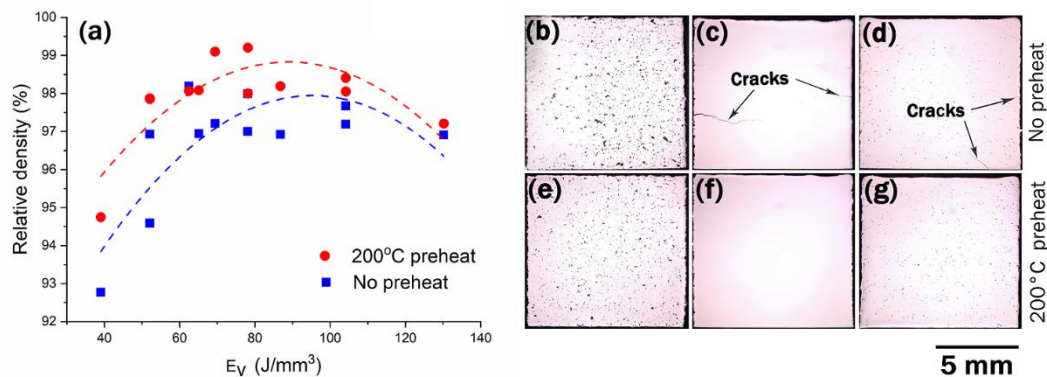 (a)
100
99
98
97
96
95
94
93
92
Relative density (%)
200°C preheat
No preheat
40 60 80 100 120 140
E_V (J/mm³)
(b) (c) (d)
Cracks
Cracks
No preheat
(e) (f) (g)
200 °C preheat
5 mm